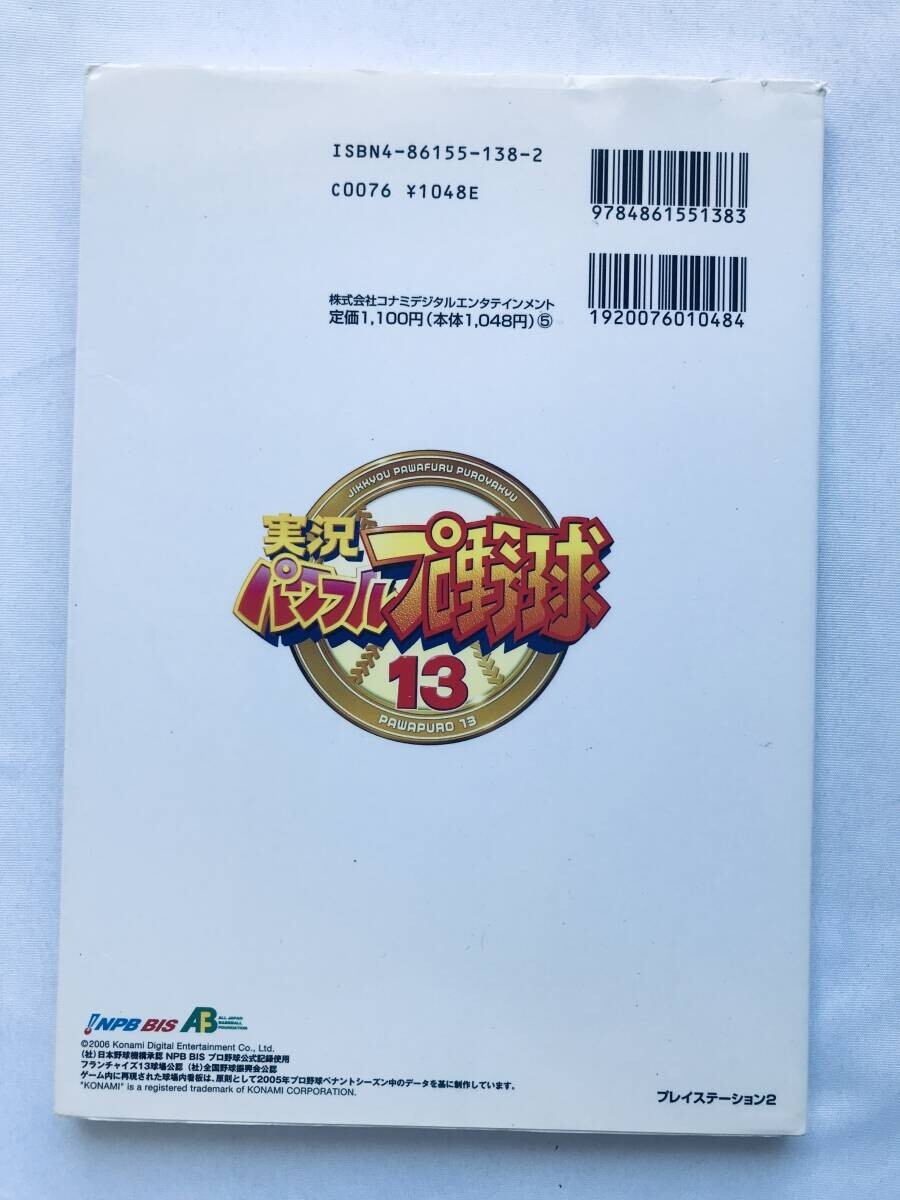 ISBN4-86155-138-2
C0076 ¥1048E
9784861551383
株式会社コナミデジタルエンタテインメント
定価1,100円(本体1,048円)⑤
1920076010484
JIKKYOU PAWAFURU PUROYAKYU
実況
パワフルプロ野球
13
PAWAPURO 13
NPB BIS AB ALL JAPAN BASEBALL FOUNDATION
©2006 Konami Digital Entertainment Co., Ltd.
(社)日本野球機構承認 NPB BIS プロ野球公式記録使用
フランチャイズ13球場公認 (社)全国野球振興会公認
ゲーム内に再現された球場内看板は、原則として2005年プロ野球ペナントシーズン中のデータを基に制作しています。
"KONAMI" is a registered trademark of KONAMI CORPORATION.
プレイステーション2